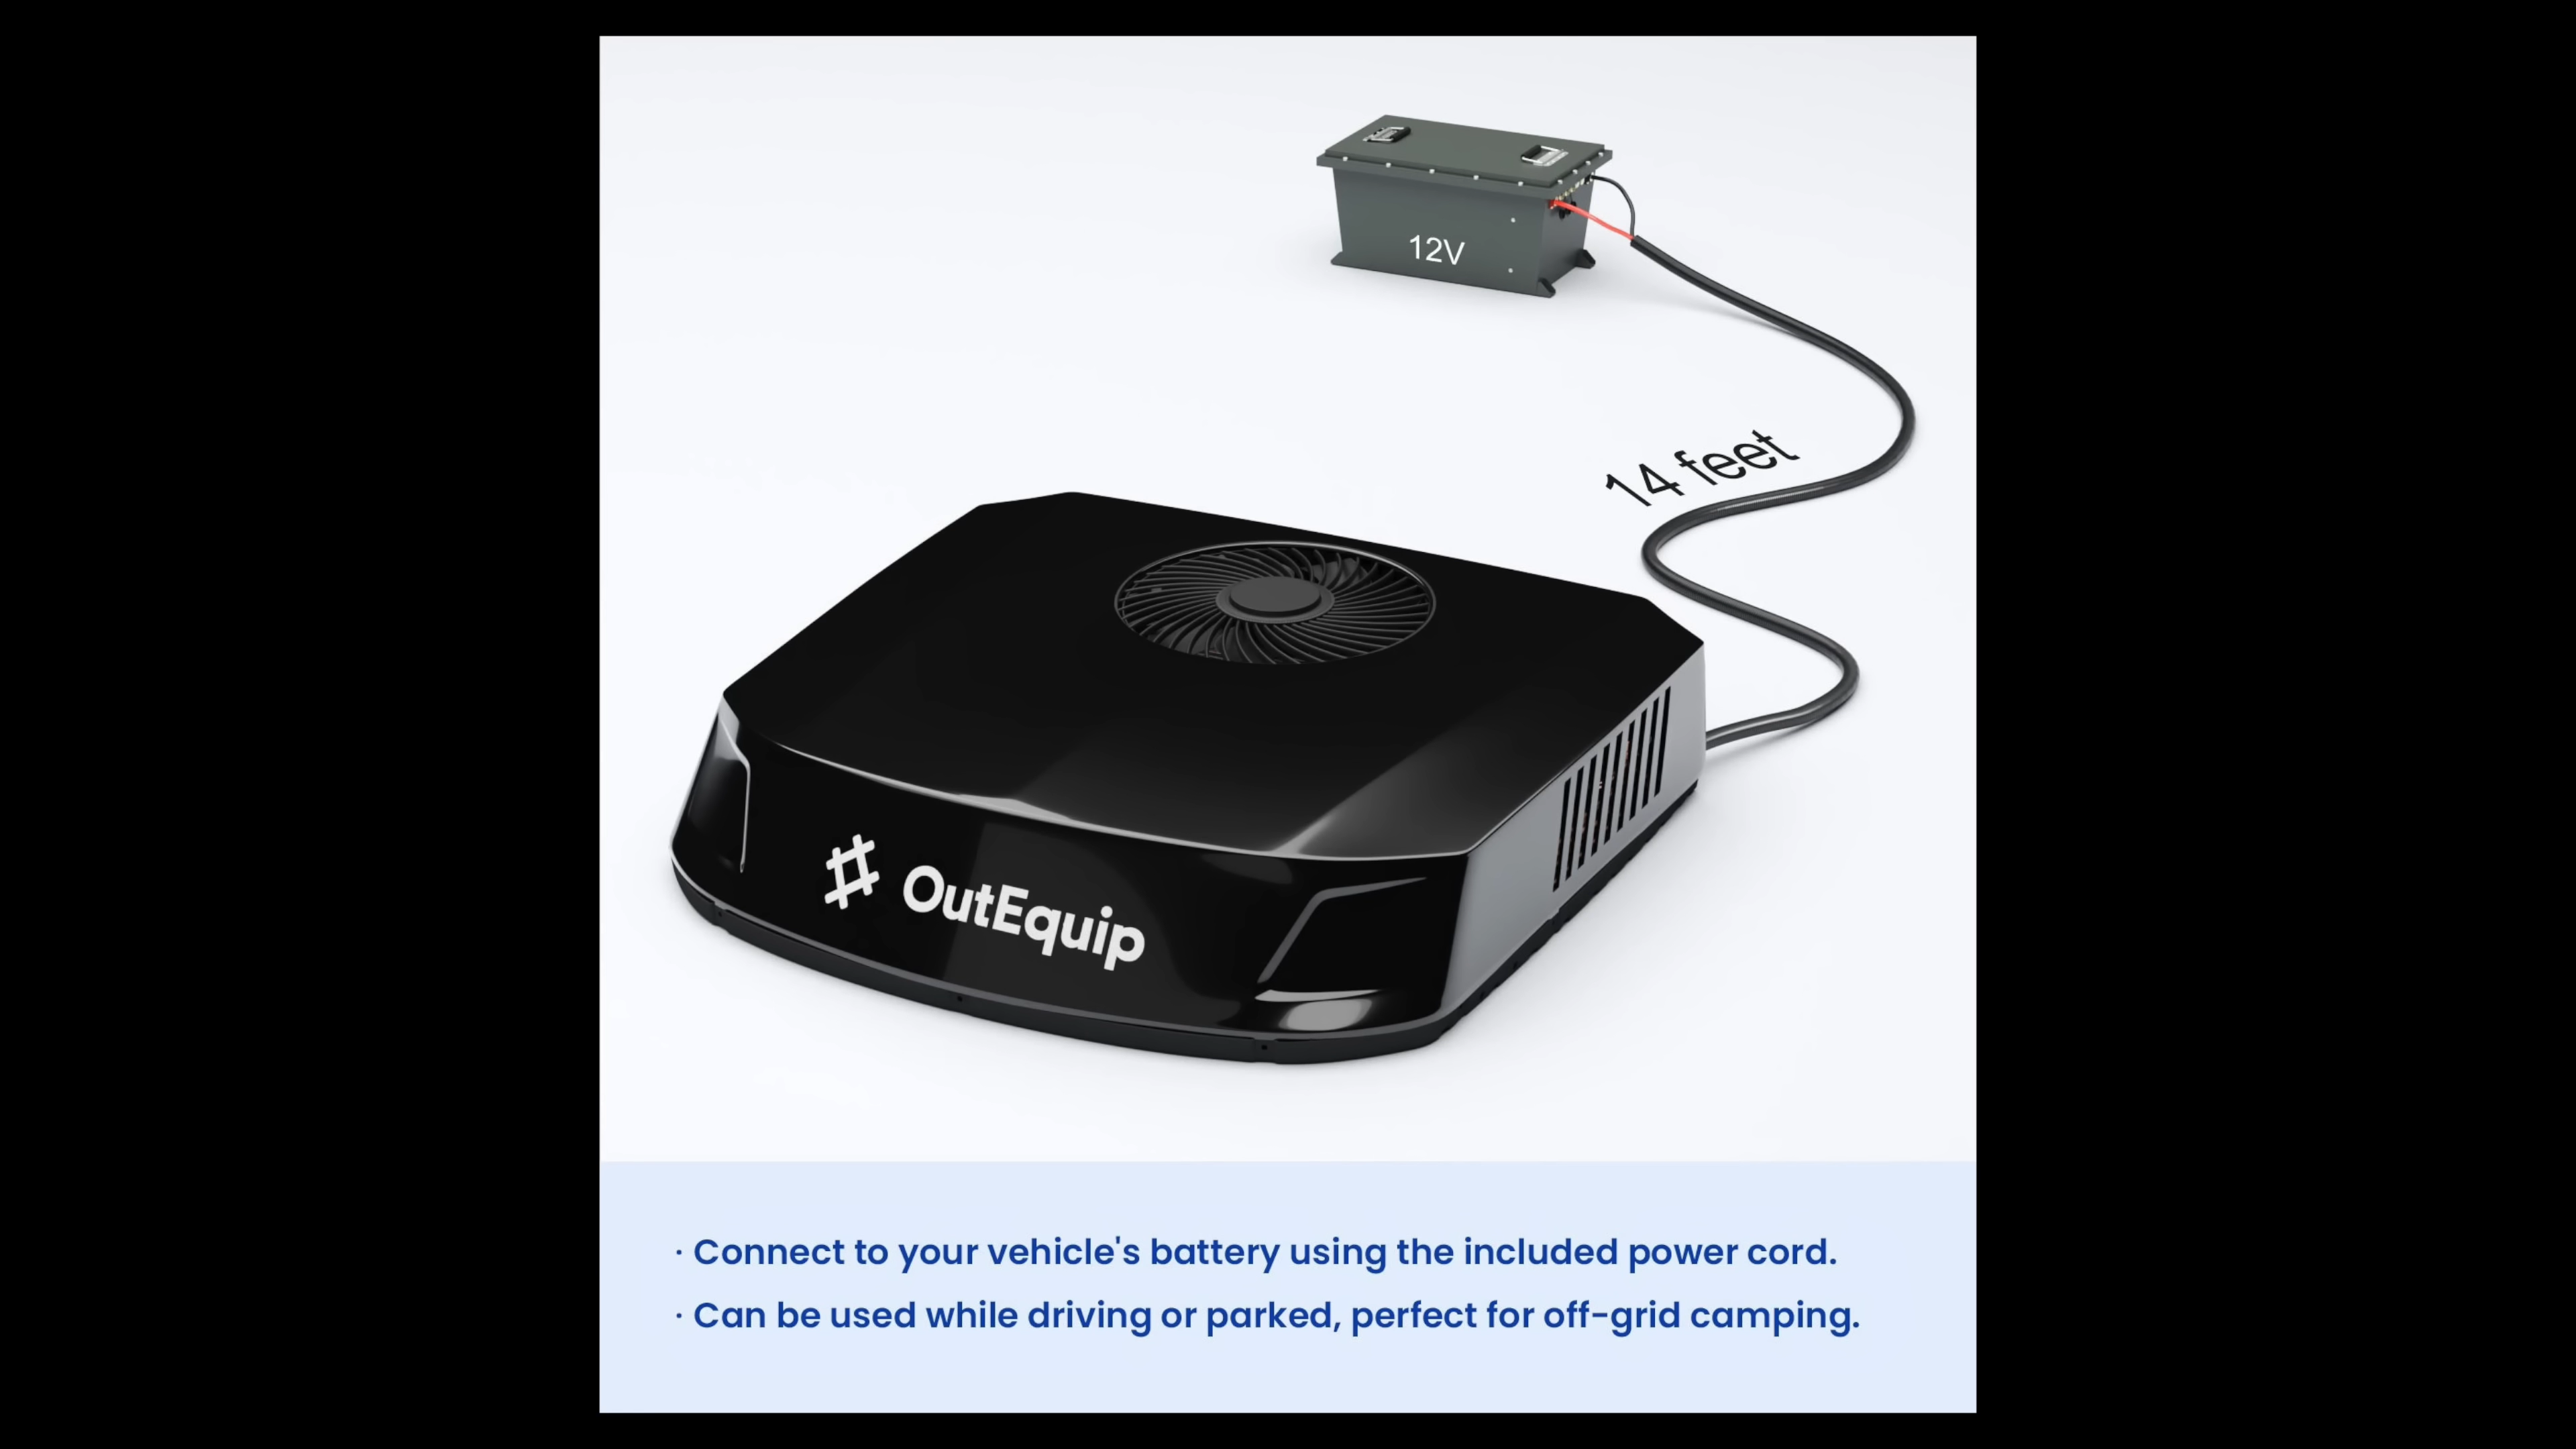 12V
14 feet
# OutEquip
· Connect to your vehicle's battery using the included power cord.
· Can be used while driving or parked, perfect for off-grid camping.